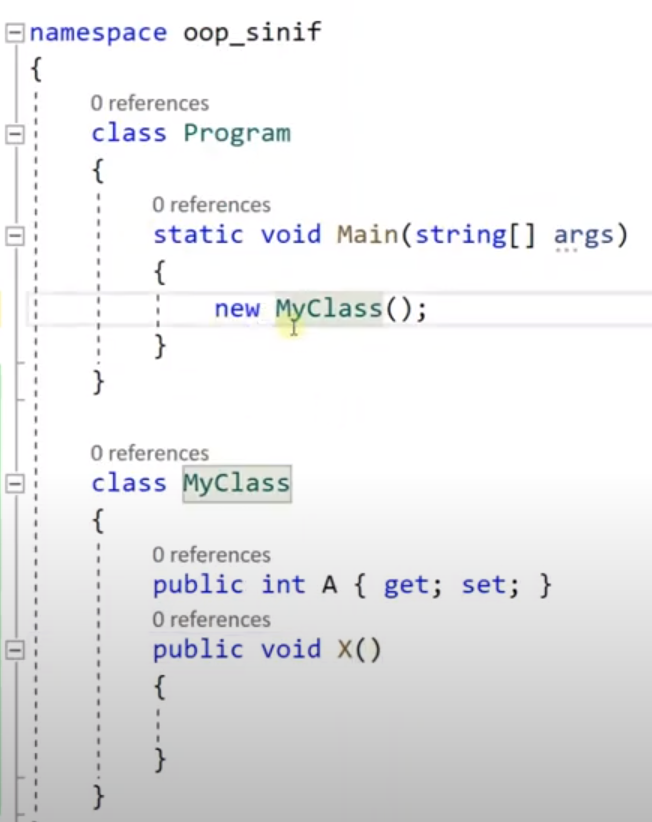 namespace oop_sinif
{
0 references
class Program
{
0 references
static void Main(string[] args)
{
new MyClass();
}
}
0 references
class MyClass
{
0 references
public int A { get; set; }
0 references
public void X()
{
}
}